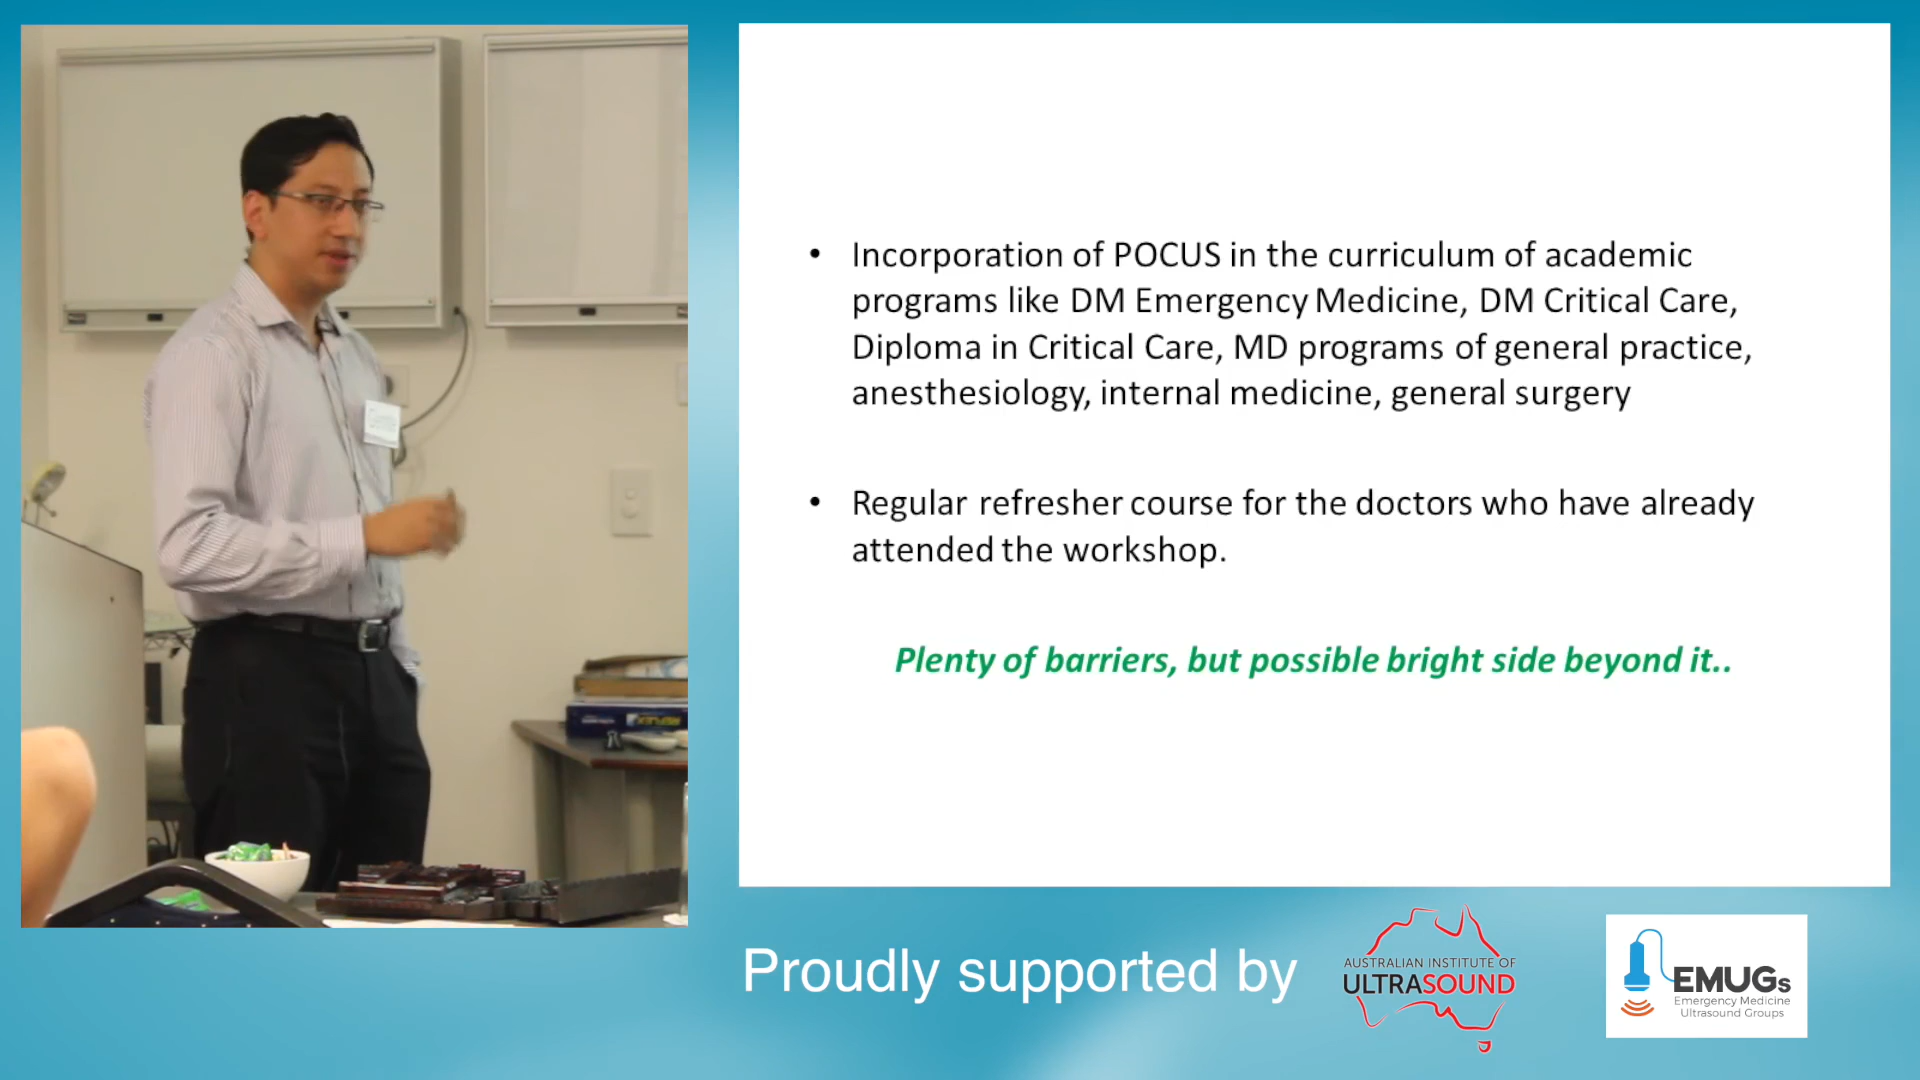 • Incorporation of POCUS in the curriculum of academic
programs like DM Emergency Medicine, DM Critical Care,
Diploma in Critical Care, MD programs of general practice,
anesthesiology, internal medicine, general surgery
• Regular refresher course for the doctors who have already
attended the workshop.
Plenty of barriers, but possible bright side beyond it..
Proudly supported by
AUSTRALIAN INSTITUTE OF
ULTRASOUND
EMUGs
Emergency Medicine
Ultrasound Groups